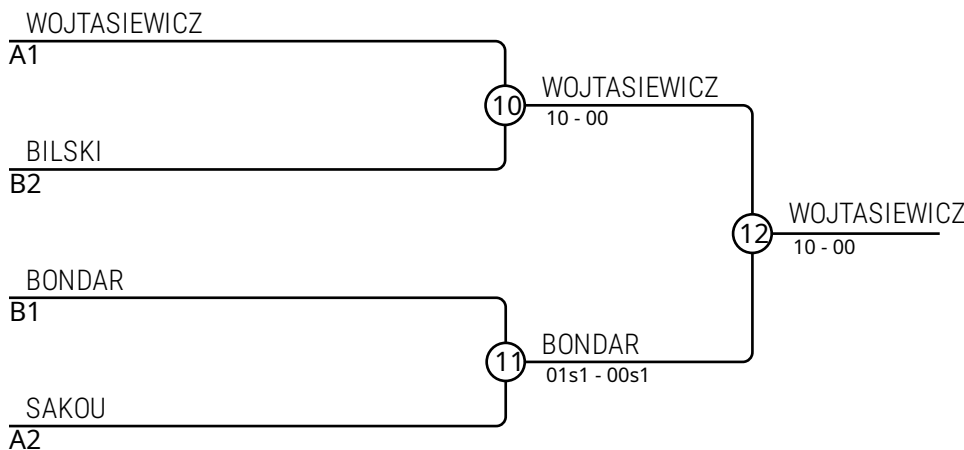 WOJTASIEWICZ
A1
10
WOJTASIEWICZ
10 - 00
BILSKI
B2
12
WOJTASIEWICZ
10 - 00
BONDAR
B1
11
BONDAR
01s1 - 00s1
SAKOU
A2